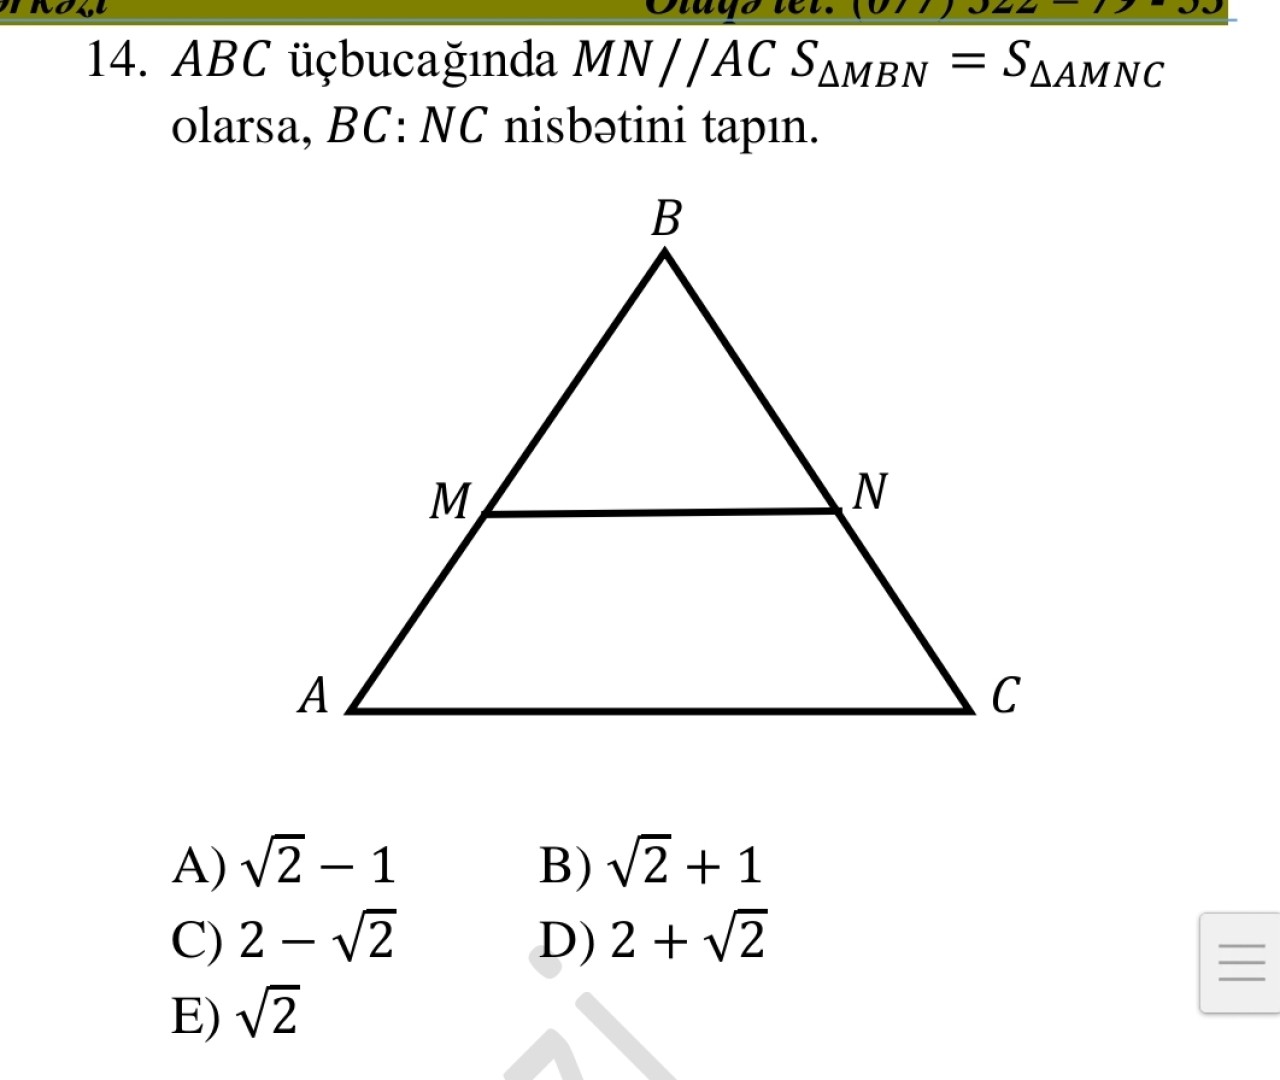 14. ABC üçbucağında MN//AC S∆MBN = S∆AMNC
olarsa, BC: NC nisbətini tapın.
B
M N
A C
A) √2 − 1 B) √2 + 1
C) 2 − √2 D) 2 + √2
E) √2